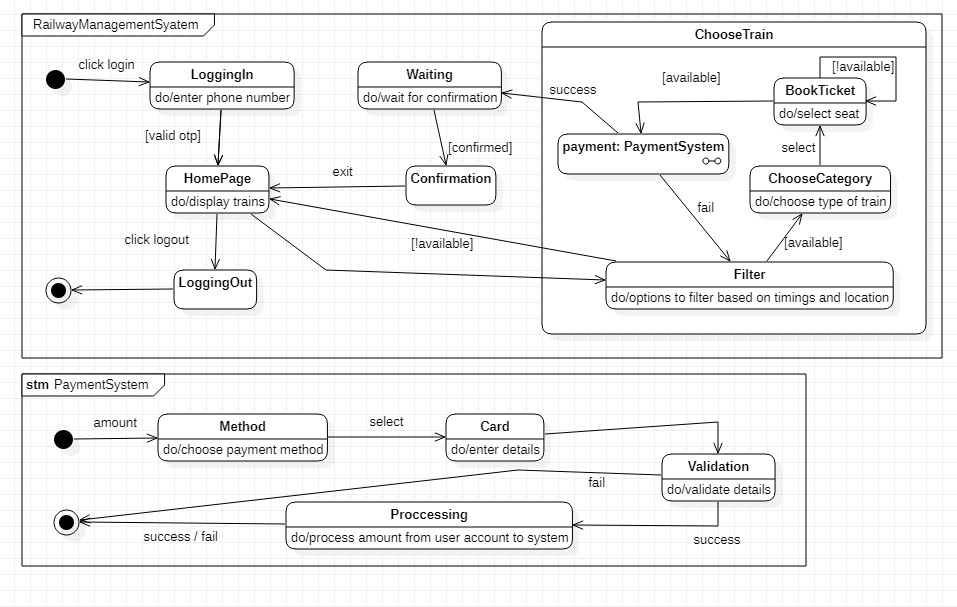 RailwayManagementSystem
ChooseTrain
click login
LoggingIn
do/enter phone number
Waiting
do/wait for confirmation
success
[available]
[!available]
BookTicket
do/select seat
[valid otp]
[confirmed]
payment: PaymentSystem
select
HomePage
do/display trains
exit
Confirmation
ChooseCategory
do/choose type of train
fail
click logout
[!available]
[available]
LoggingOut
Filter
do/options to filter based on timings and location
stm PaymentSystem
amount
Method
do/choose payment method
select
Card
do/enter details
Validation
do/validate details
fail
Proccessing
do/process amount from user account to system
success / fail
success